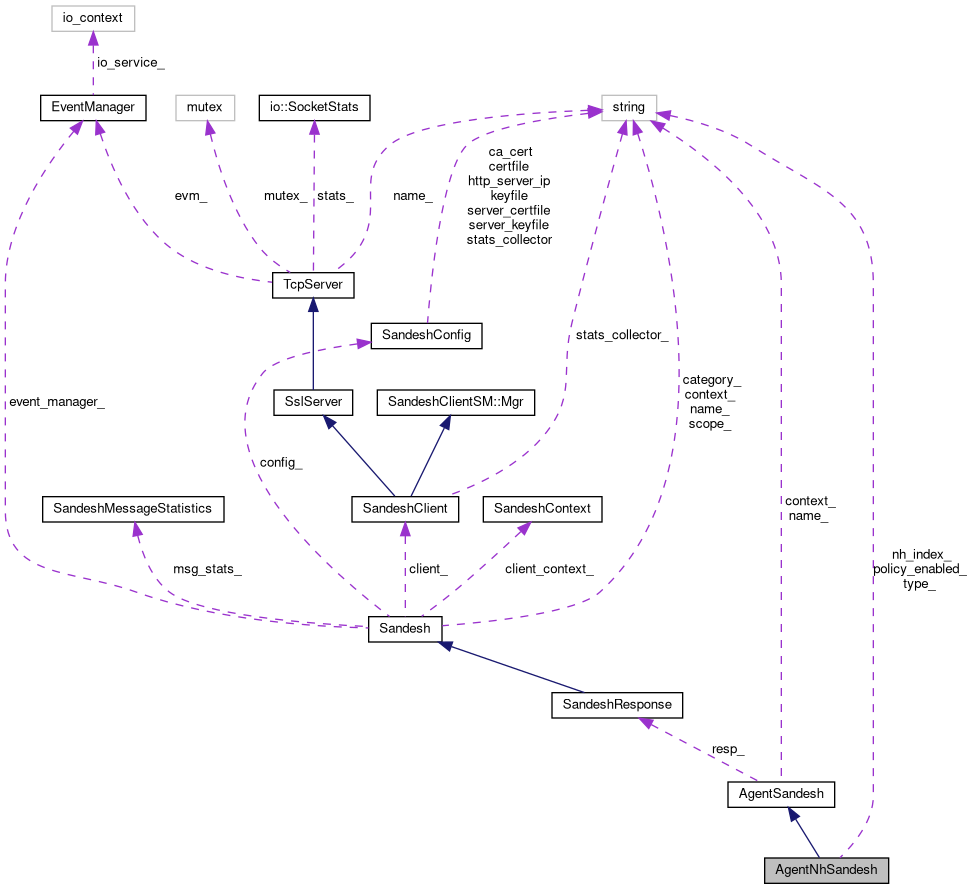 io_context
io_service_
EventManager
mutex
io::SocketStats
string
ca_cert
certfile
http_server_ip
keyfile
server_certfile
server_keyfile
stats_collector
evm_
mutex_
stats_
name_
TcpServer
SandeshConfig
stats_collector_
category_
context_
name_
scope_
event_manager_
SslServer
SandeshClientSM::Mgr
config_
SandeshMessageStatistics
SandeshClient
SandeshContext
context_
name_
msg_stats_
client_
client_context_
nh_index_
policy_enabled_
type_
Sandesh
SandeshResponse
resp_
AgentSandesh
AgentNhSandesh